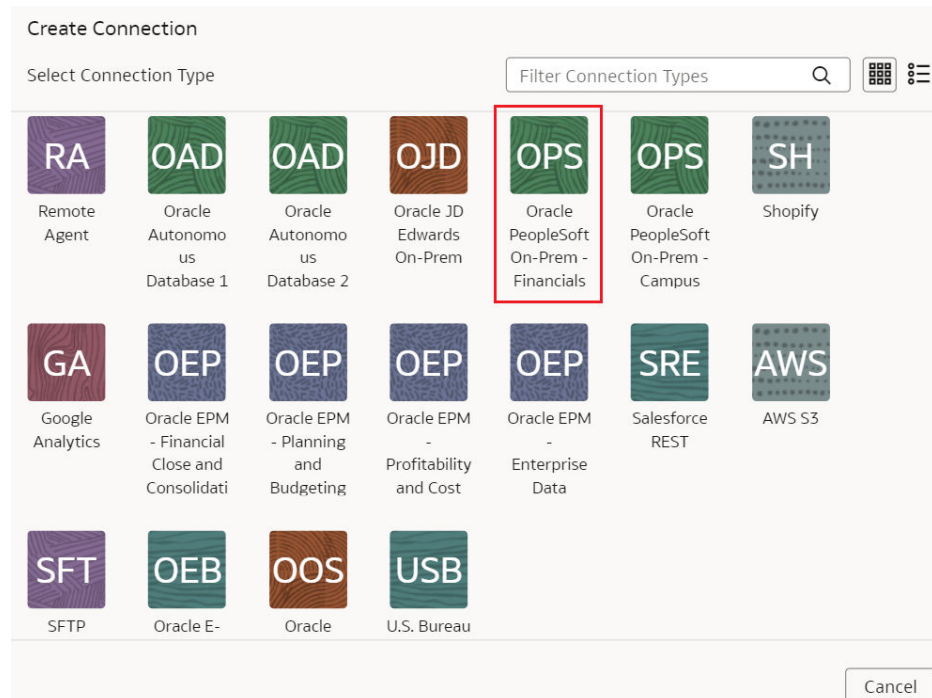 Create Connection
Select Connection Type
Filter Connection Types
RA
OAD
OAD
OJD
OPS
OPS
SH
Remote
Agent
Oracle
Autonomo
us
Database 1
Oracle
Autonomo
us
Database 2
Oracle JD
Edwards
On-Prem
Oracle
PeopleSoft
On-Prem -
Financials
Oracle
PeopleSoft
On-Prem -
Campus
Shopify
GA
OEP
OEP
OEP
OEP
SRE
AWS
Google
Analytics
Oracle EPM
- Financial
Close and
Consolidati
Oracle EPM
- Planning
and
Budgeting
Oracle EPM
-
Profitability
and Cost
Oracle EPM
-
Enterprise
Data
Salesforce
REST
AWS S3
SFT
OEB
OOS
USB
SFTP
Oracle E-
Oracle
U.S. Bureau
Cancel